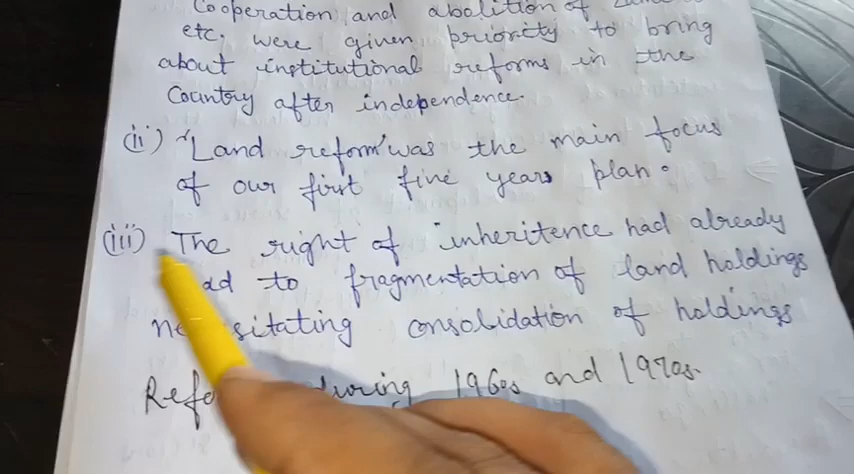 Cooperation and abolition of
etc. were given priority to bring
about institutional reforms in the
Country after independence.
(ii) "Land reform" was the main focus
of our first five years plan.
(iii) The right of inheritence had already
to fragmentation of land holdings
consolidation of holdings
during 1960s and 1970s.